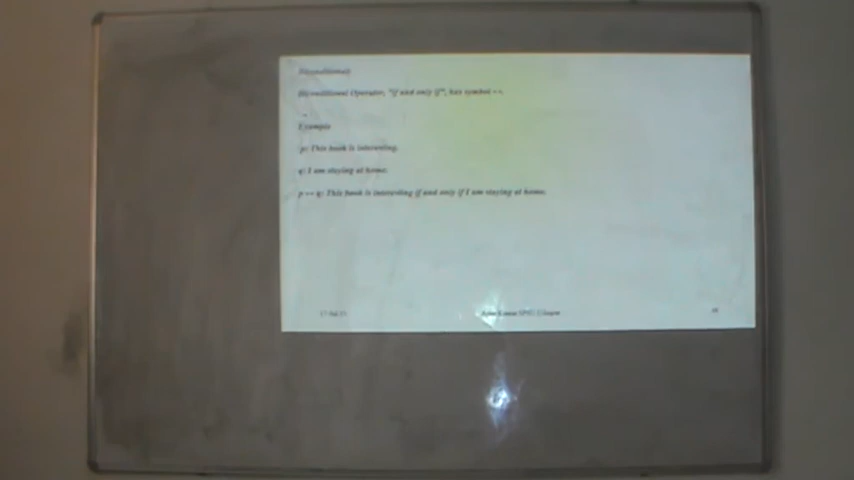 Biconditionals
Biconditional Operator, "if and only if", has symbol ↔.
Example
p: This book is interesting.
q: I am staying at home.
p ↔ q: This book is interesting if and only if I am staying at home.